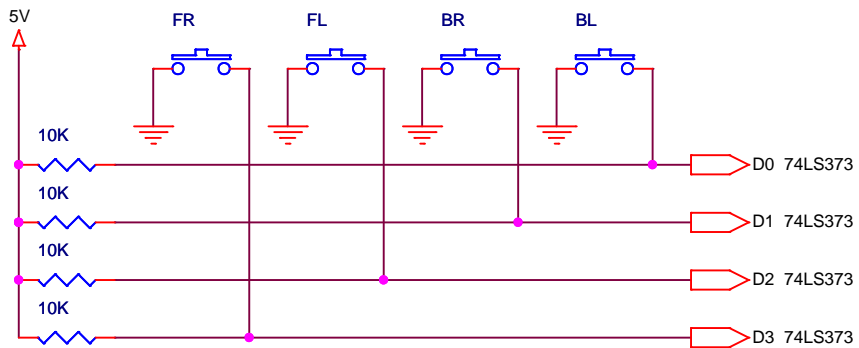 5V
FR FL BR BL
10K
D0 74LS373
10K
D1 74LS373
10K
D2 74LS373
10K
D3 74LS373